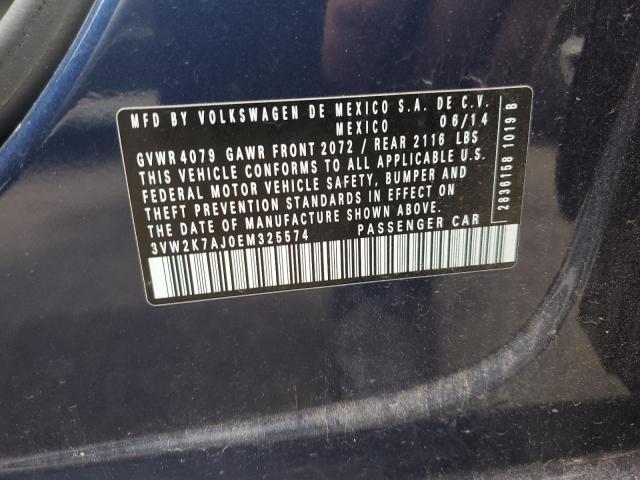 MFD BY VOLKSWAGEN DE MEXICO S.A. DE C.V.
MEXICO 06/14
GVWR 4079 GAWR FRONT 2072 / REAR 2116 LBS
THIS VEHICLE CONFORMS TO ALL APPLICABLE U.S.
FEDERAL MOTOR VEHICLE SAFETY, BUMPER AND
THEFT PREVENTION STANDARDS IN EFFECT ON
THE DATE OF MANUFACTURE SHOWN ABOVE.
3VW2K7AJ0EM325574 PASSENGER CAR
2836158 1019 B